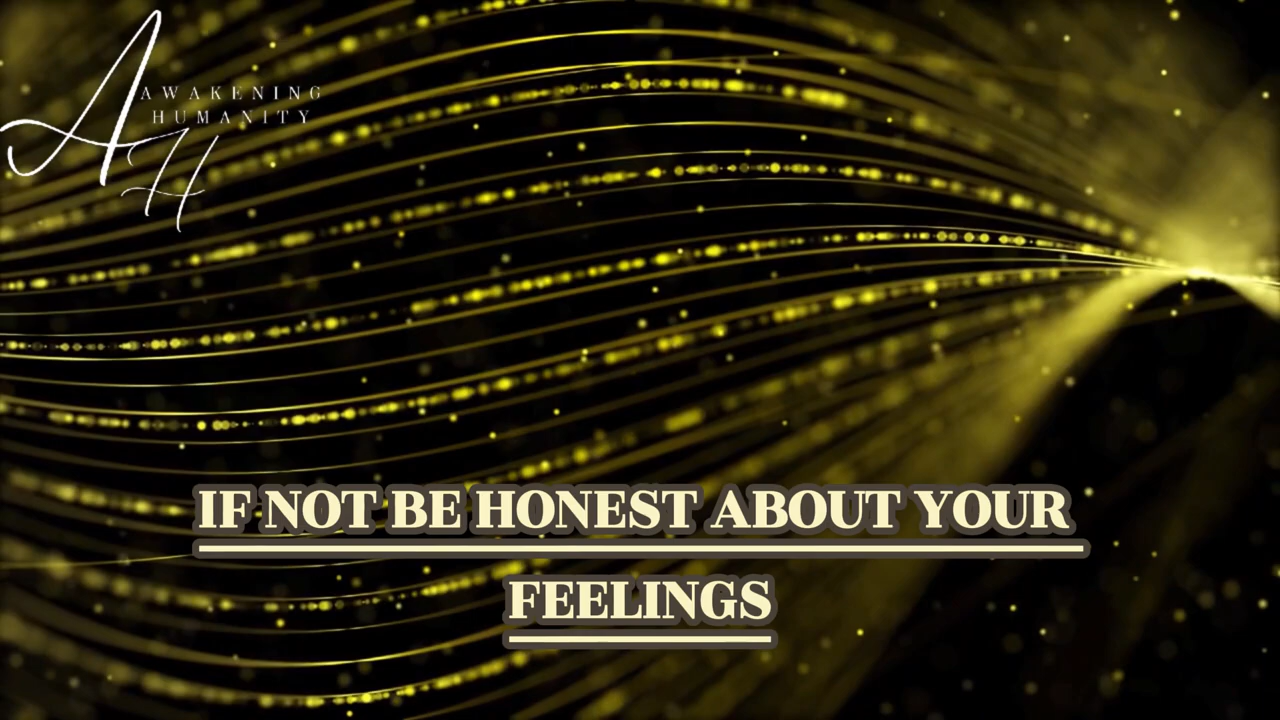 AWAKENING
HUMANITY
AH
IF NOT BE HONEST ABOUT YOUR
FEELINGS